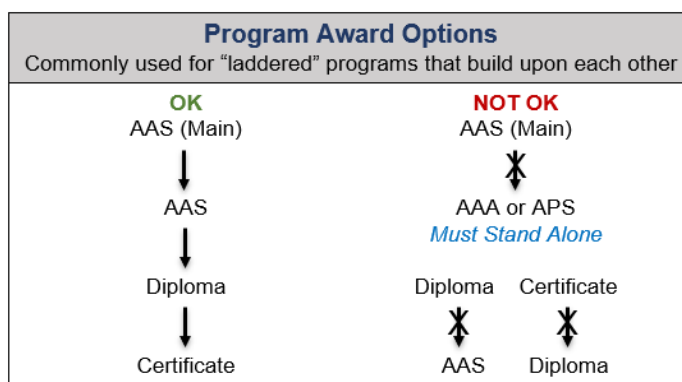 Program Award Options
Commonly used for “laddered” programs that build upon each other
OK
AAS (Main)
AAS
Diploma
Certificate
NOT OK
AAS (Main)
AAA or APS
Must Stand Alone
Diploma Certificate
AAS Diploma